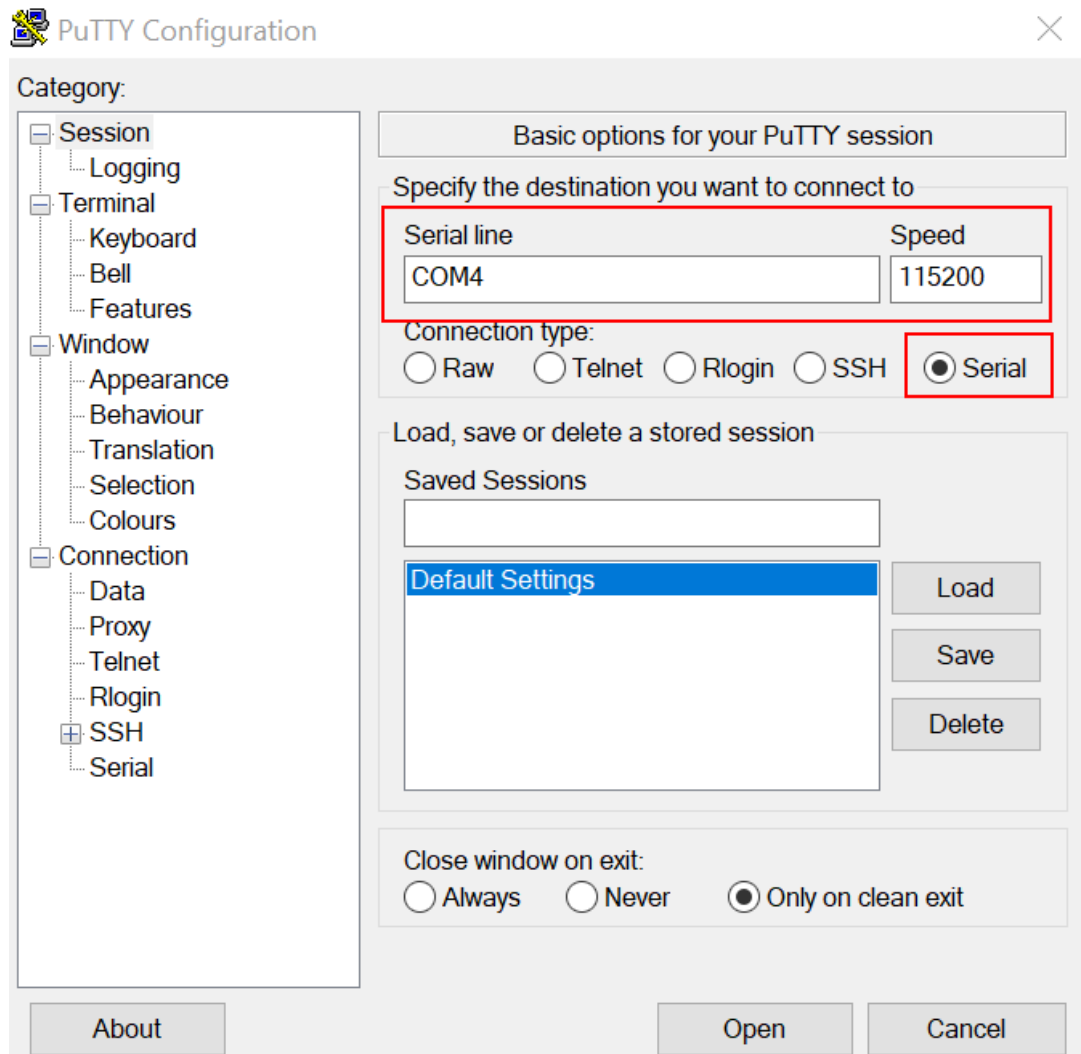 PuTTY Configuration
Category:
Session
Logging
Terminal
Keyboard
Bell
Features
Window
Appearance
Behaviour
Translation
Selection
Colours
Connection
Data
Proxy
Telnet
Rlogin
SSH
Serial
Basic options for your PuTTY session
Specify the destination you want to connect to
Serial line Speed
COM4 115200
Connection type:
Raw Telnet Rlogin SSH Serial
Load, save or delete a stored session
Saved Sessions
Default Settings
Load
Save
Delete
Close window on exit:
Always Never Only on clean exit
About Open Cancel